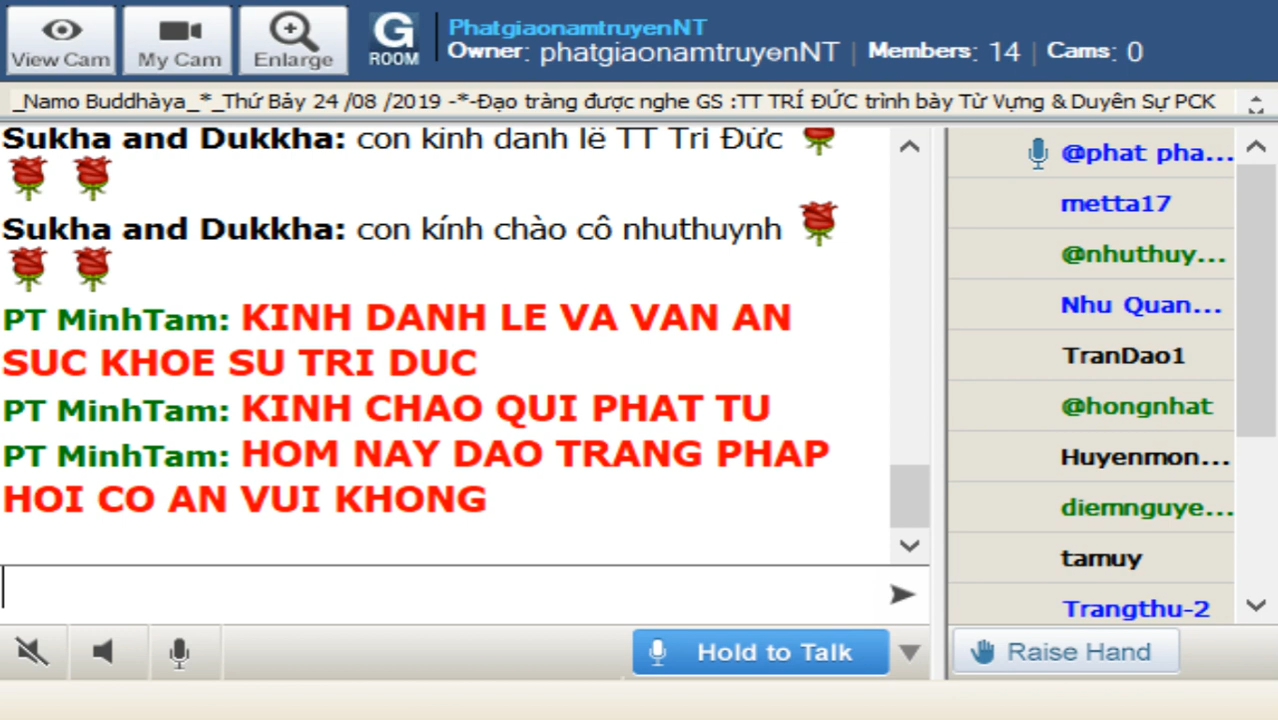 View Cam
My Cam
Enlarge
G
ROOM
PhatgiaonamtruyenNT
Owner: phatgiaonamtruyenNT | Members: 14 | Cams: 0
_Namo Buddhàya_*_Thứ Bảy 24 /08 /2019 -*-Đạo tràng được nghe GS :TT TRÍ ĐỨC trình bày Từ Vựng & Duyên Sự PCK
Sukha and Dukkha: con kính danh lễ TT Trí Đức
Sukha and Dukkha: con kính chào cô nhuthuynh
PT MinhTam: KINH DANH LE VA VAN AN
SUC KHOE SU TRI DUC
PT MinhTam: KINH CHAO QUI PHAT TU
PT MinhTam: HOM NAY DAO TRANG PHAP
HOI CO AN VUI KHONG
@phat pha...
metta17
@nhuthuy...
Nhu Quan...
TranDao1
@hongnhat
Huyenmon...
diemnguye...
tamuy
Trangthu-2
Hold to Talk
Raise Hand